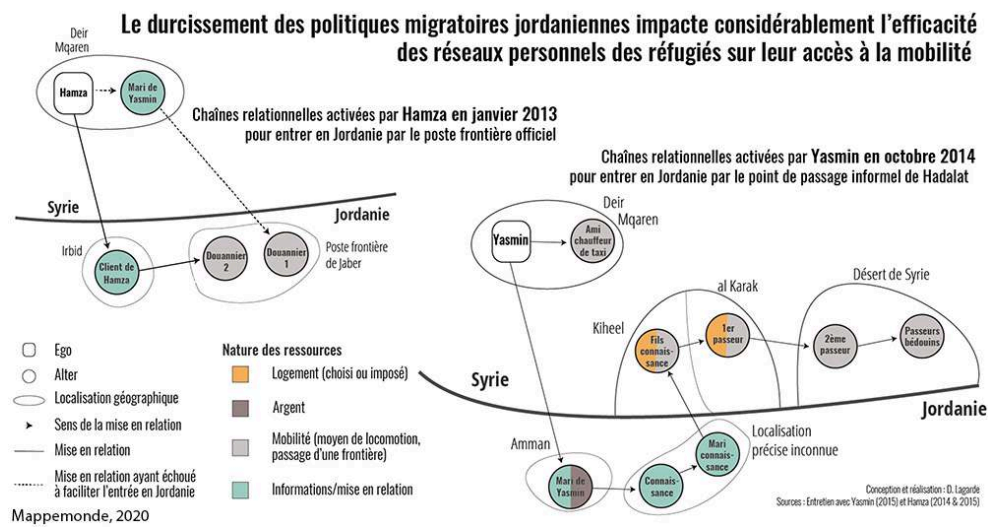 Le durcissement des politiques migratoires jordaniennes impacte considérablement l'efficacité
des réseaux personnels des réfugiés sur leur accès à la mobilité
Deir
Mqaren
Hamza
Mari de
Yasmin
Chaînes relationnelles activées par Hamza en janvier 2013
pour entrer en Jordanie par le poste frontière officiel
Syrie
Jordanie
Irbid
Client de
Hamza
Douannier
2
Douannier
1
Poste frontière
de Jaber
Chaînes relationnelles activées par Yasmin en octobre 2014
pour entrer en Jordanie par le point de passage informel de Hadalat
Deir
Mqaren
Yasmin
Ami
chauffeur
de taxi
Kiheel
al Karak
Désert de Syrie
Fils
connais-
sance
1er
passeur
2ème
passeur
Passeurs
bédouins
Syrie
Jordanie
Amman
Mari de
Yasmin
Connais-
sance
Mari
connais-
sance
Localisation
précise inconnue
Ego
Alter
Localisation géographique
Sens de la mise en relation
Mise en relation
Mise en relation ayant échoué
à faciliter l'entrée en Jordanie
Nature des ressources
Logement (choisi ou imposé)
Argent
Mobilité (moyen de locomotion,
passage d'une frontière)
Informations/mise en relation
Conception et réalisation : D. Lagarde
Sources : Entretien avec Yasmin (2015) et Hamza (2014 & 2015)
Mappemonde, 2020